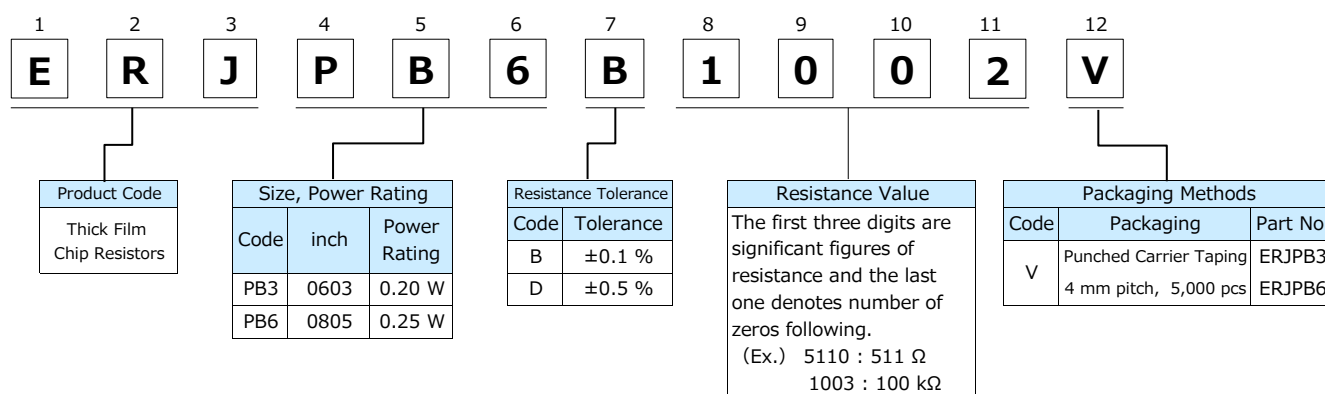 1 2 3 4 5 6 7 8 9 10 11 12
E R J P B 6 B 1 0 0 2 V
Product Code
Thick Film
Chip Resistors
Size, Power Rating
Code inch Power Rating
PB3 0603 0.20 W
PB6 0805 0.25 W
Resistance Tolerance
Code Tolerance
B ±0.1 %
D ±0.5 %
Resistance Value
The first three digits are
significant figures of
resistance and the last
one denotes number of
zeros following.
(Ex.) 5110 : 511 Ω
1003 : 100 kΩ
Packaging Methods
Code Packaging Part No
V
Punched Carrier Taping ERJPB3
4 mm pitch, 5,000 pcs ERJPB6